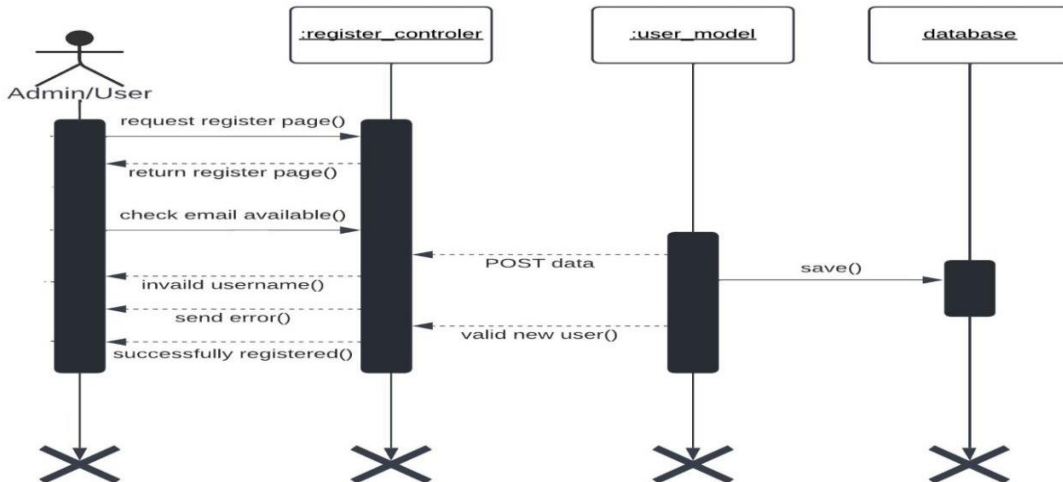 :register_controler
:user_model
database
Admin/User
request register page()
return register page()
check email available()
POST data
save()
invaild username()
send error()
valid new user()
successfully registered()